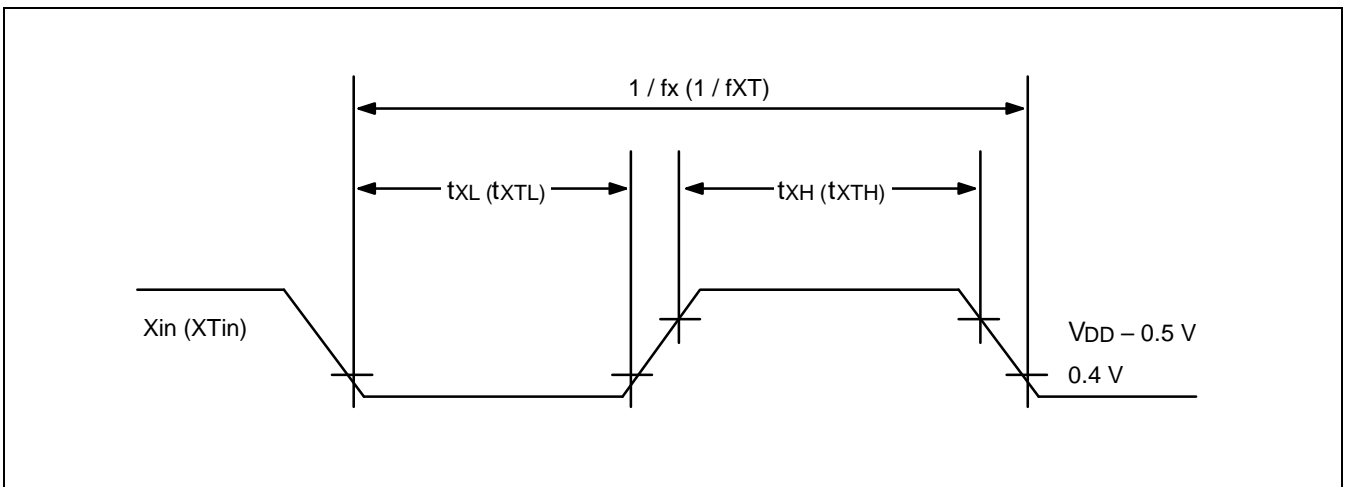 1 / fx (1 / fXT)
tXL (tXTL)
tXH (tXTH)
Xin (XTin)
VDD – 0.5 V
0.4 V